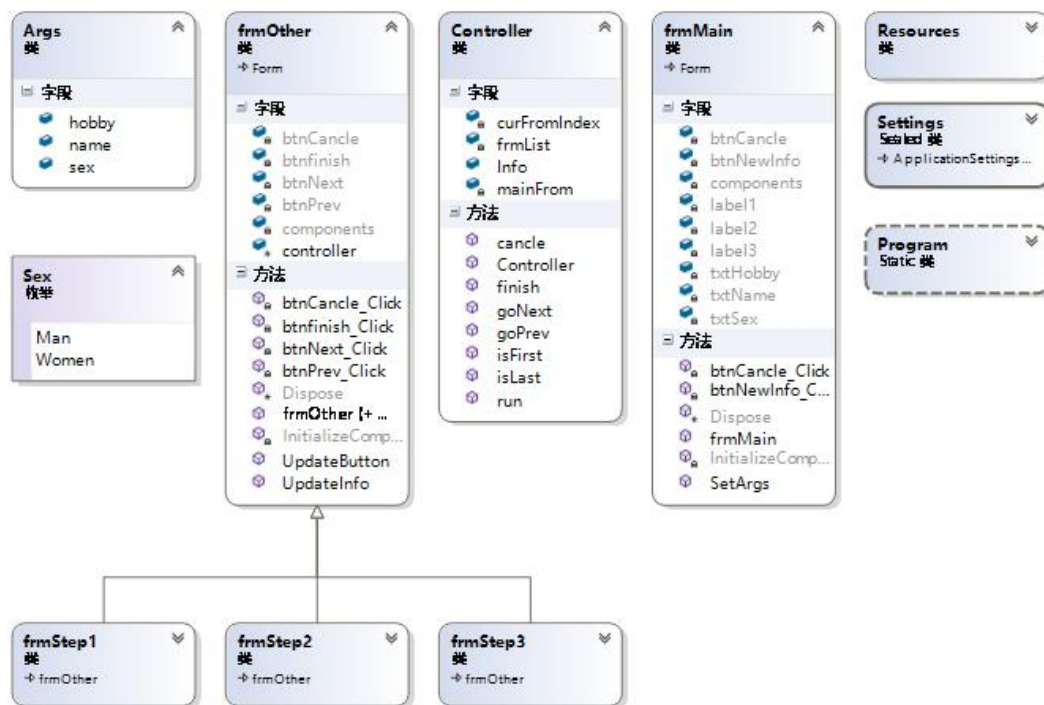 Args
类
字段
hobby
name
sex
Sex
枚举
Man
Women
frmOther
类
Form
字段
btnCancle
btnfinish
btnNext
btnPrev
components
controller
方法
btnCancle_Click
btnfinish_Click
btnNext_Click
btnPrev_Click
Dispose
frmOther (+ ...
InitializeComp...
UpdateButton
UpdateInfo
Controller
类
字段
curFromIndex
frmList
Info
mainFrom
方法
cancle
Controller
finish
goNext
goPrev
isFirst
isLast
run
frmMain
类
Form
字段
btnCancle
btnNewInfo
components
label1
label2
label3
txtHobby
txtName
txtSex
方法
btnCancle_Click
btnNewInfo_C...
Dispose
frmMain
InitializeComp...
SetArgs
Resources
类
Settings
Sealed 类
ApplicationSettings...
Program
Static 类
frmStep1
类
frmOther
frmStep2
类
frmOther
frmStep3
类
frmOther